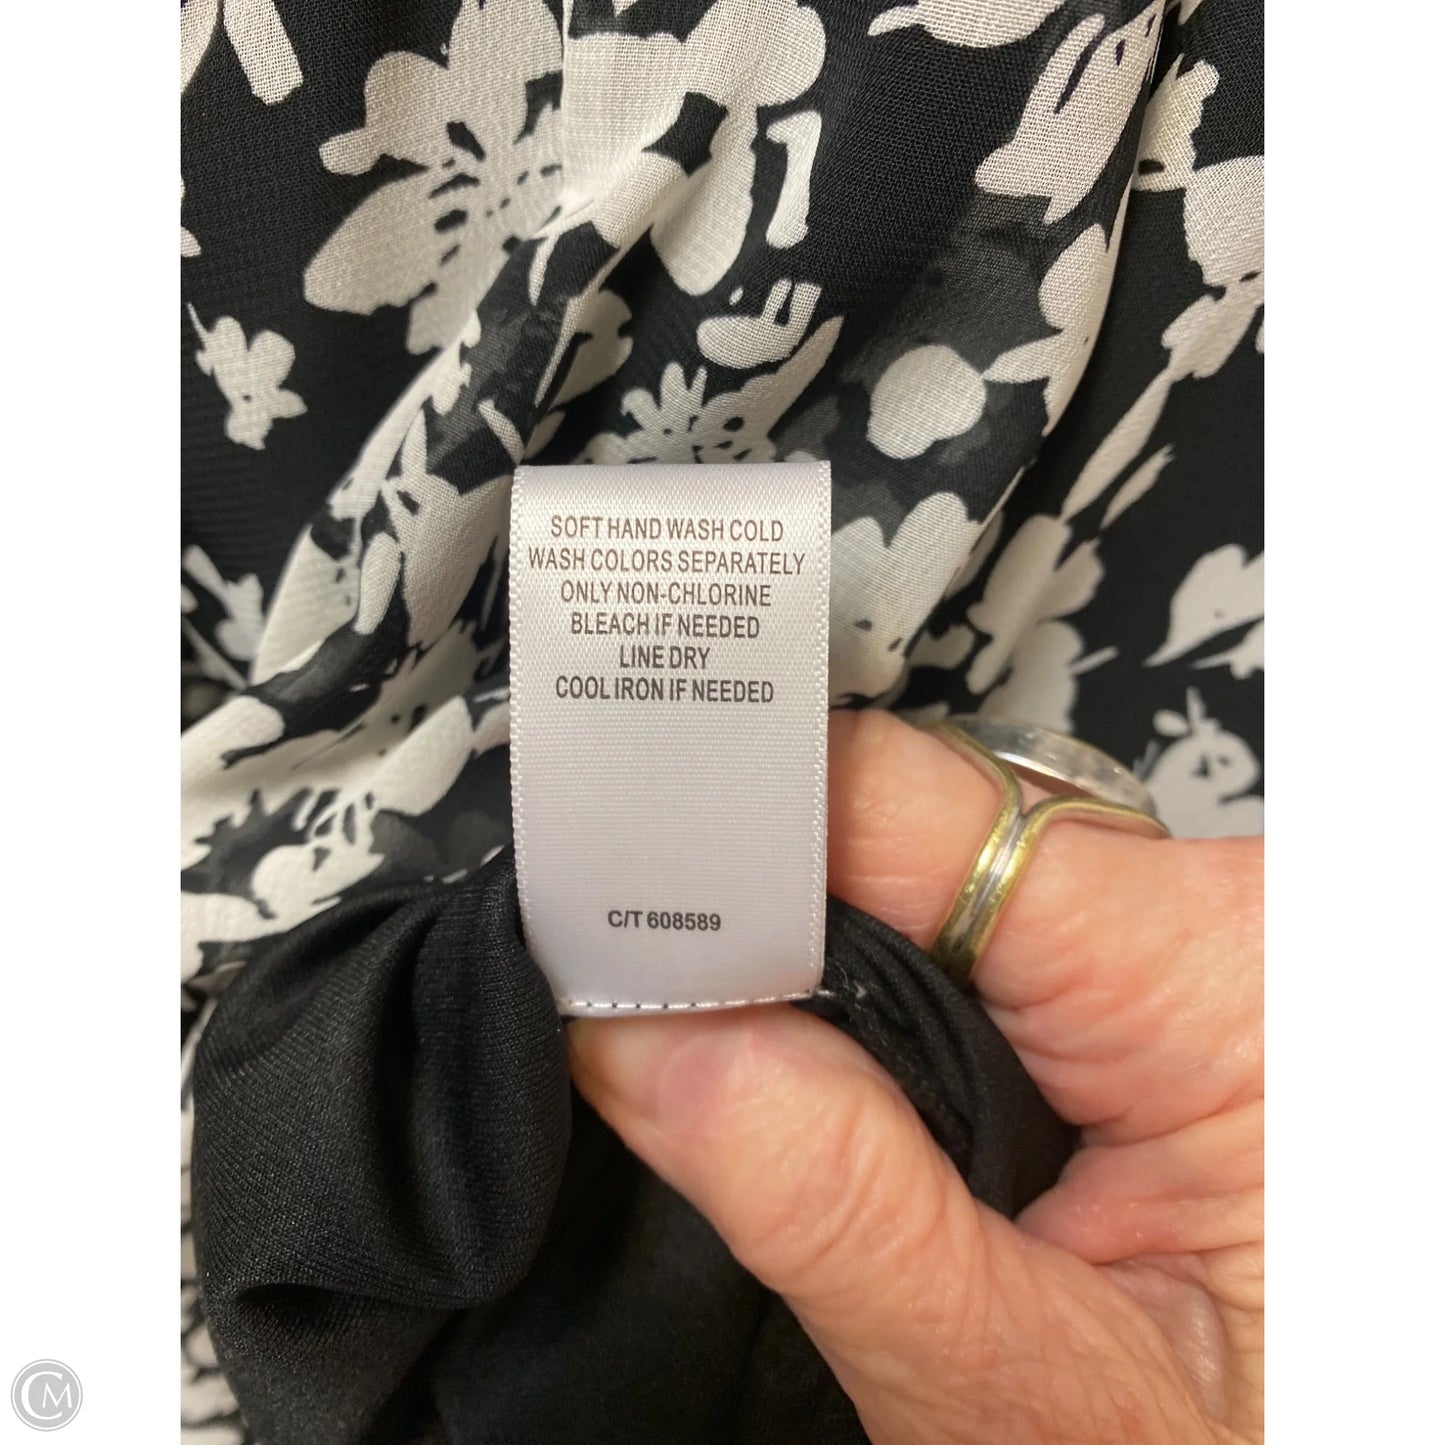 SOFT HAND WASH COLD
WASH COLORS SEPARATELY
ONLY NON-CHLORINE
BLEACH IF NEEDED
LINE DRY
COOL IRON IF NEEDED
C/T 608589
CM